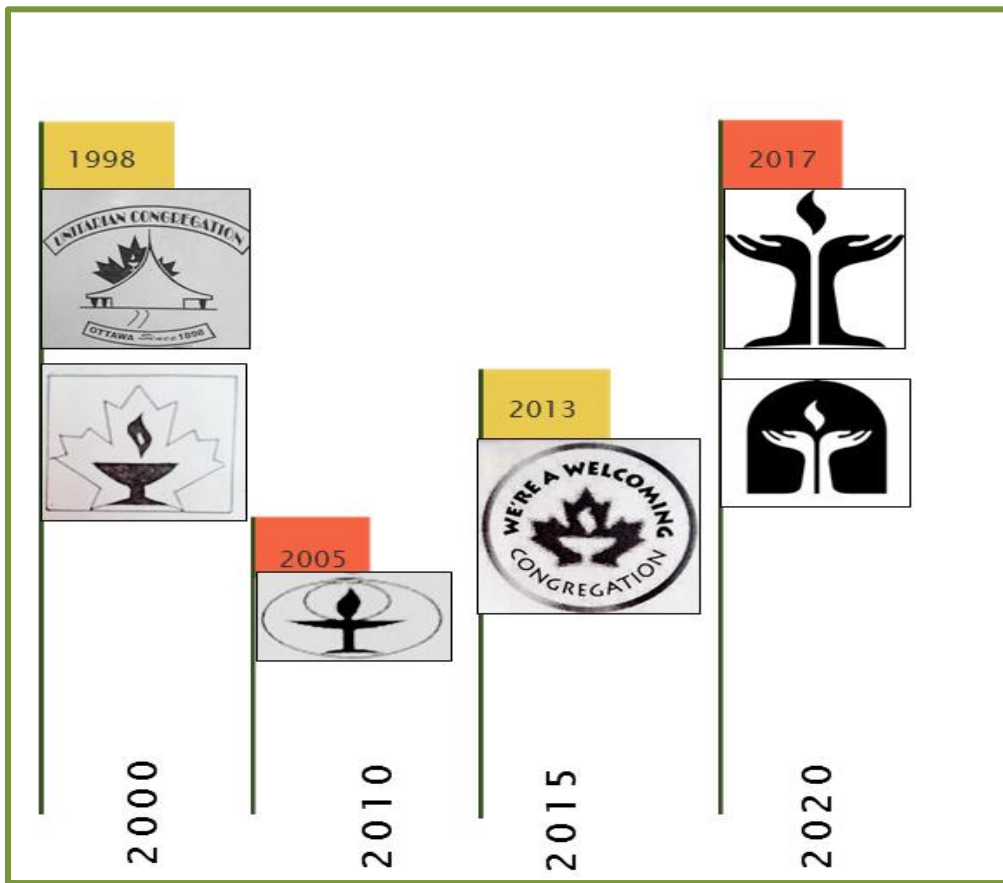 1998
UNITARIAN CONGREGATION
OTTAWA Since 1898
2005
2013
WE'RE A WELCOMING
CONGREGATION
2017
2000
2010
2015
2020